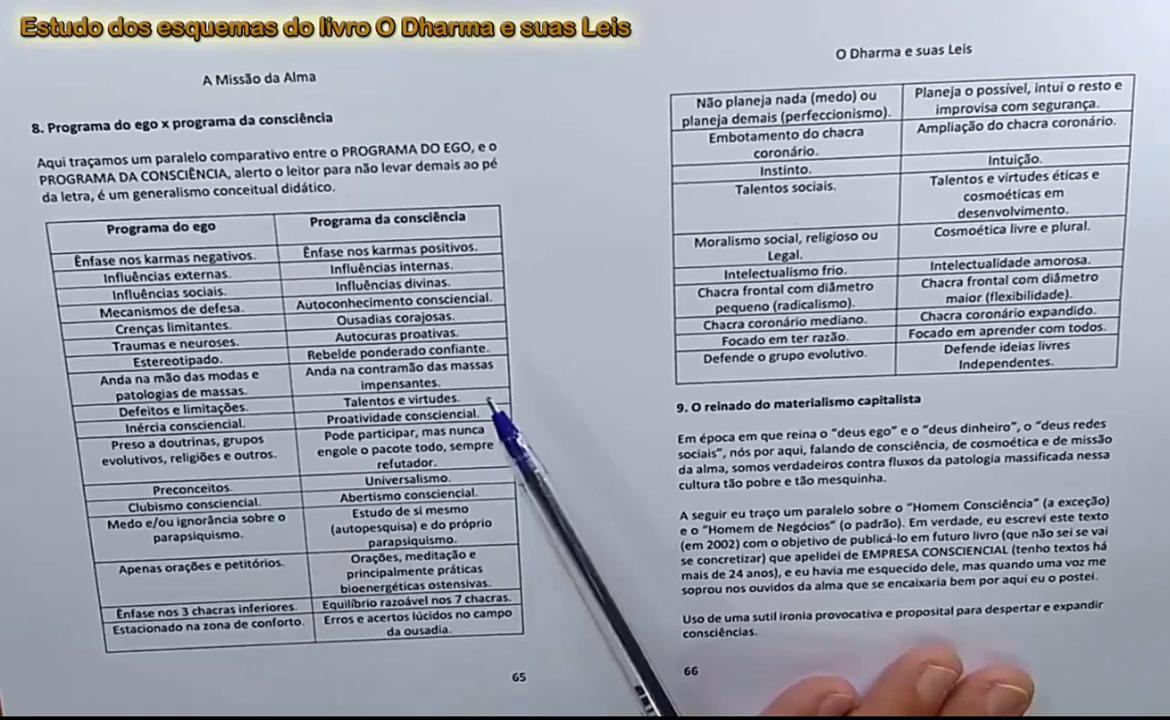 Estudo dos esquemas do livro O Dharma e suas Leis
A Missão da Alma
8. Programa do ego x programa da consciência
Aqui traçamos um paralelo comparativo entre o PROGRAMA DO EGO, e o
PROGRAMA DA CONSCIÊNCIA, alerto o leitor para não levar demais ao pé
da letra, é um generalismo conceitual didático.
Programa do ego
Programa da consciência
Ênfase nos karmas negativos.
Ênfase nos karmas positivos.
Influências externas.
Influências internas.
Influências sociais.
Influências divinas.
Mecanismos de defesa.
Autoconhecimento consciencial.
Crenças limitantes.
Ousadias corajosas.
Traumas e neuroses.
Autocuras proativas.
Estereotipado.
Rebelde ponderado confiante.
Anda na mão das modas e
patologias de massas.
Anda na contramão das massas
impensantes.
Defeitos e limitações.
Talentos e virtudes.
Inércia consciencial.
Proatividade consciencial.
Preso a doutrinas, grupos
evolutivos, religiões e outros.
Pode participar, mas nunca
engole o pacote todo, sempre
refutador.
Preconceitos.
Universalismo.
Clubismo consciencial.
Abertismo consciencial.
Medo e/ou ignorância sobre o
parapsiquismo.
Estudo de si mesmo
(autopesquisa) e do próprio
parapsiquismo.
Apenas orações e petitórios.
Orações, meditação e
principalmente práticas
bioenergéticas ostensivas.
Ênfase nos 3 chacras inferiores.
Equilíbrio razoável nos 7 chacras.
Estacionado na zona de conforto.
Erros e acertos lúcidos no campo
da ousadia.
65
O Dharma e suas Leis
Não planeja nada (medo) ou
planeja demais (perfeccionismo).
Planeja o possível, intui o resto e
improvisa com segurança.
Embotamento do chacra
coronário.
Ampliação do chacra coronário.
Instinto.
Intuição.
Talentos sociais.
Talentos e virtudes éticas e
cosmoéticas em
desenvolvimento.
Moralismo social, religioso ou
Legal.
Cosmoética livre e plural.
Intelectualismo frio.
Intelectualidade amorosa.
Chacra frontal com diâmetro
pequeno (radicalismo).
Chacra frontal com diâmetro
maior (flexibilidade).
Chacra coronário mediano.
Chacra coronário expandido.
Focado em ter razão.
Focado em aprender com todos.
Defende o grupo evolutivo.
Defende ideias livres
Independentes.
9. O reinado do materialismo capitalista
Em época em que reina o "deus ego" e o "deus dinheiro", o "deus redes
sociais", nós por aqui, falando de consciência, de cosmoética e de missão
da alma, somos verdadeiros contra fluxos da patologia massificada nessa
cultura tão pobre e tão mesquinha.
A seguir eu traço um paralelo sobre o "Homem Consciência" (a exceção)
e o "Homem de Negócios" (o padrão). Em verdade, eu escrevi este texto
(em 2002) com o objetivo de publicá-lo em futuro livro (que não sei se vai
se concretizar) que apelidei de EMPRESA CONSCIENCIAL (tenho textos há
mais de 24 anos), e eu havia me esquecido dele, mas quando uma voz me
soprou nos ouvidos da alma que se encaixaria bem por aqui eu o postei.
Uso de uma sutil ironia provocativa e proposital para despertar e expandir
consciências.
66